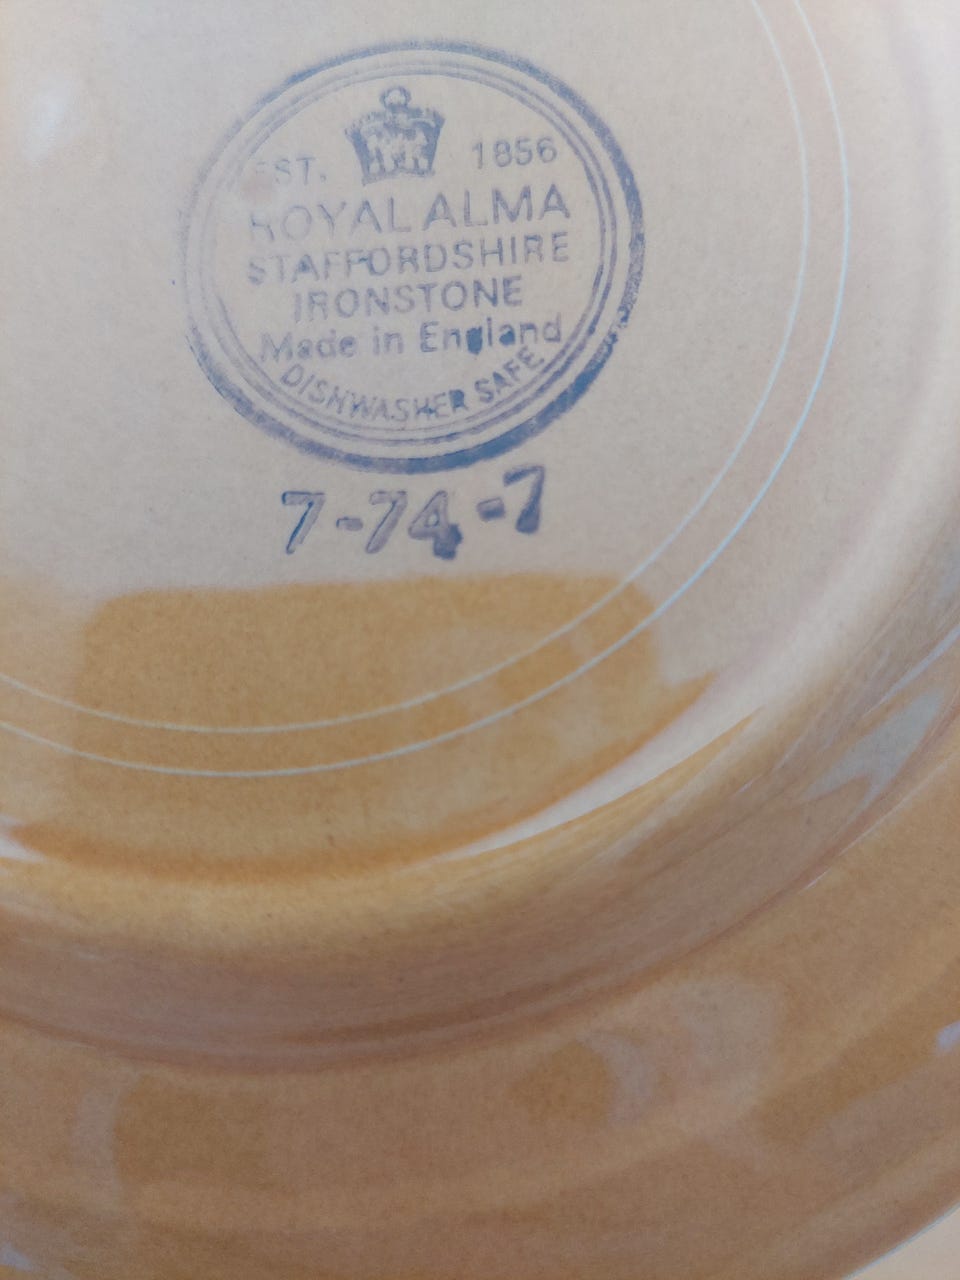 EST. 1856
ROYAL ALMA
STAFFORDSHIRE
IRONSTONE
Made in England
DISHWASHER SAFE
7-74-7